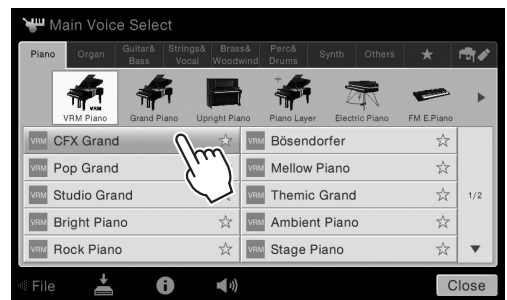 Main Voice Select
Piano Organ Guitar& Bass Strings& Vocal Brass& Woodwind Perc& Drums Synth Others
VRM Piano Grand Piano Upright Piano Piano Layer Electric Piano FM E.Piano
VRM CFX Grand VRM Bösendorfer
VRM Pop Grand VRM Mellow Piano
VRM Studio Grand VRM Themic Grand 1/2
VRM Bright Piano VRM Ambient Piano
VRM Rock Piano VRM Stage Piano
File Close